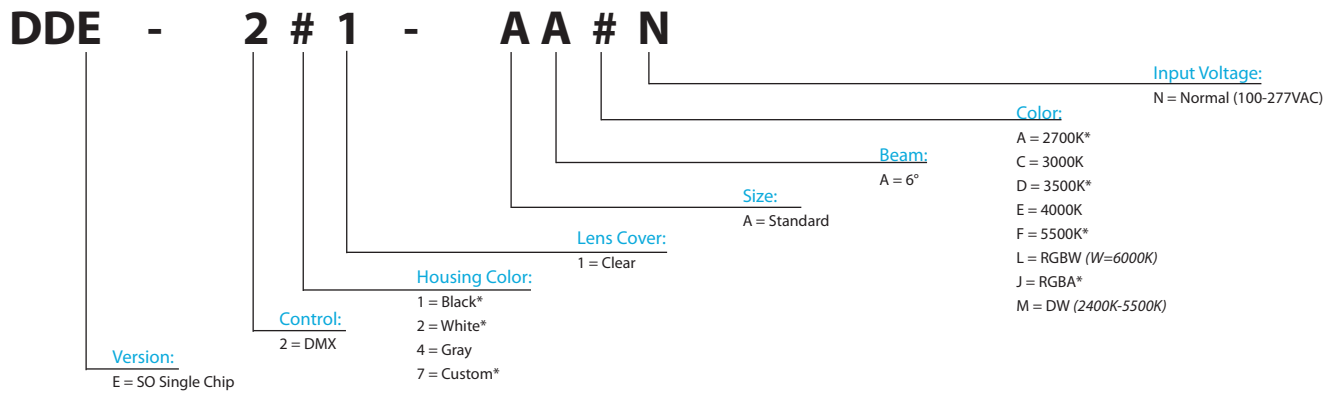 DDE - 2 # 1 - A A # N
Input Voltage:
N = Normal (100-277VAC)
Color:
A = 2700K*
C = 3000K
D = 3500K*
E = 4000K
F = 5500K*
L = RGBW (W=6000K)
J = RGBA*
M = DW (2400K-5500K)
Beam:
A = 6°
Size:
A = Standard
Lens Cover:
1 = Clear
Housing Color:
1 = Black*
2 = White*
4 = Gray
7 = Custom*
Control:
2 = DMX
Version:
E = SO Single Chip